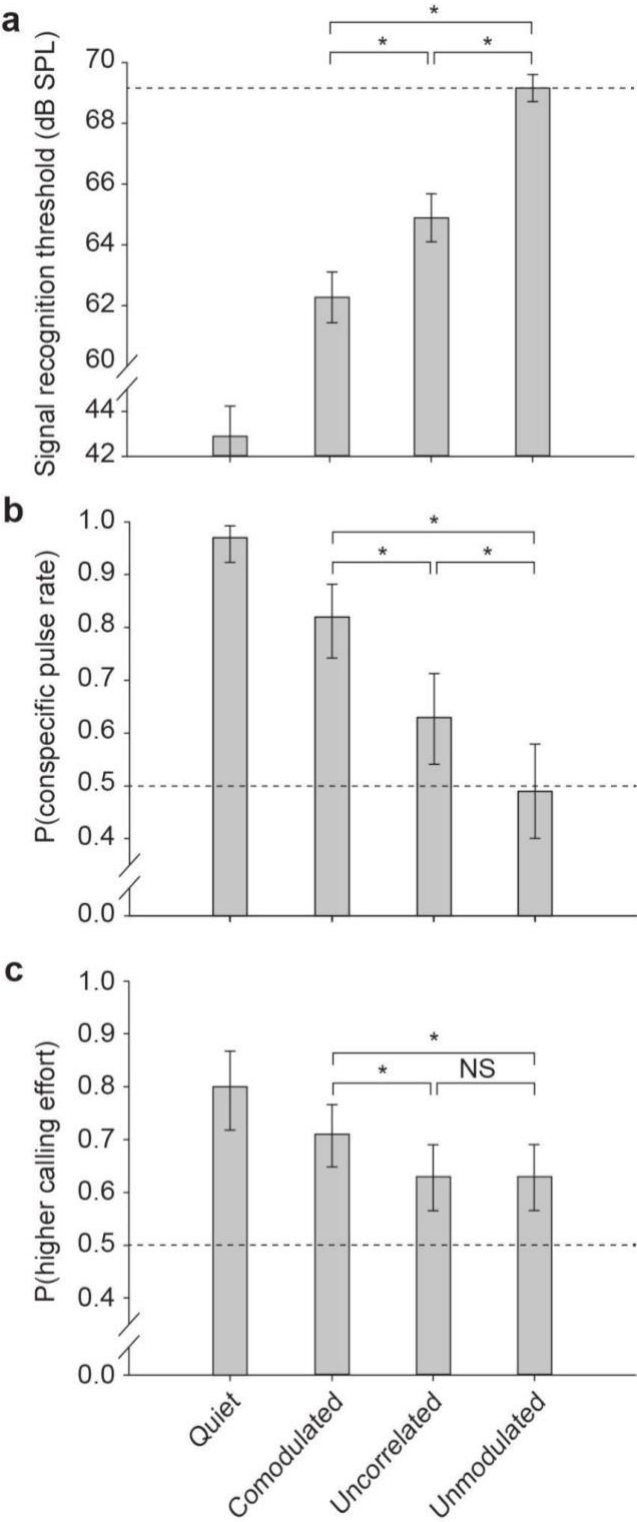 a
*
*
*
Signal recognition threshold (dB SPL)
70
68
66
64
62
60
44
42
b
*
*
*
P(conspecific pulse rate)
1.0
0.9
0.8
0.7
0.6
0.5
0.4
0.0
c
*
*
NS
P(higher calling effort)
1.0
0.9
0.8
0.7
0.6
0.5
0.4
0.0
Quiet
Comodulated
Uncorrelated
Unmodulated